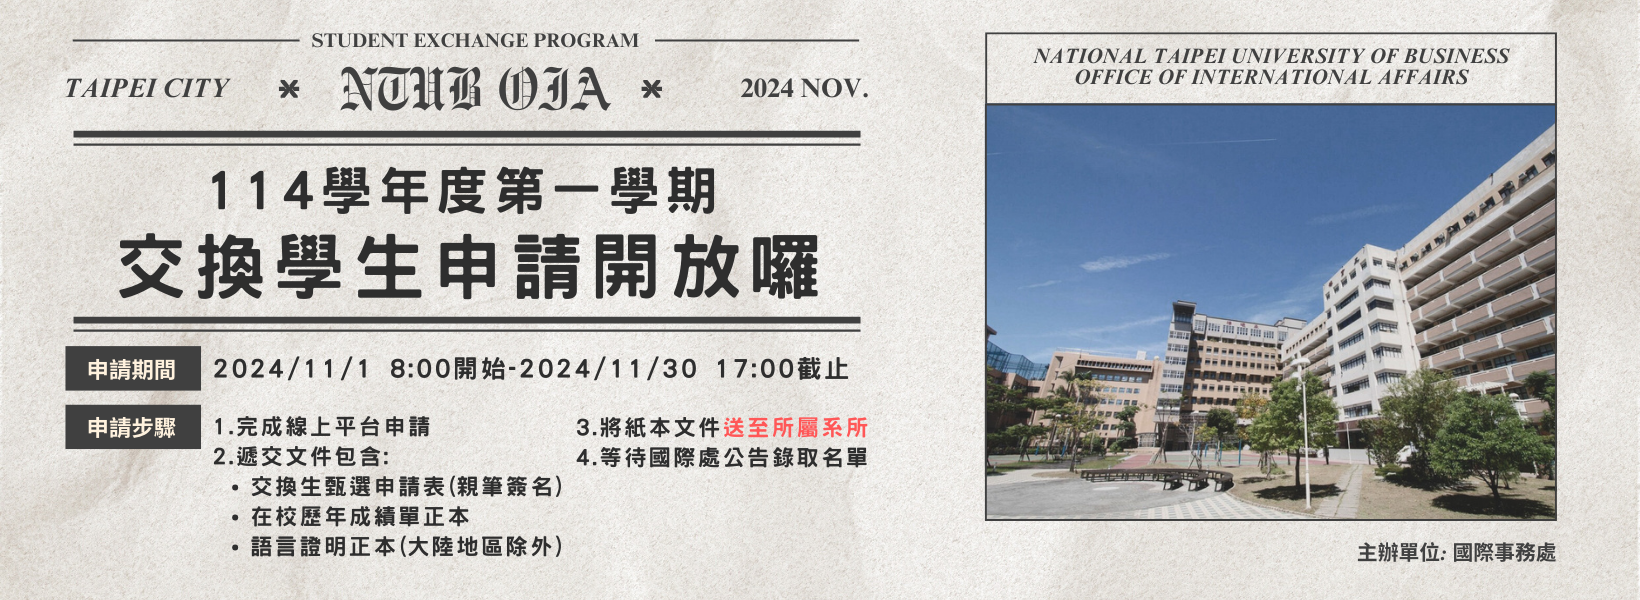 STUDENT EXCHANGE PROGRAM
TAIPEI CITY * NTUB OIA * 2024 NOV.
114學年度第一學期
交換學生申請開放囉
申請期間 2024/11/1 8:00開始-2024/11/30 17:00截止
申請步驟
1.完成線上平台申請
2.遞交文件包含:
• 交換生甄選申請表(親筆簽名)
• 在校歷年成績單正本
• 語言證明正本(大陸地區除外)
3.將紙本文件送至所屬系所
4.等待國際處公告錄取名單
NATIONAL TAIPEI UNIVERSITY OF BUSINESS
OFFICE OF INTERNATIONAL AFFAIRS
主辦單位: 國際事務處